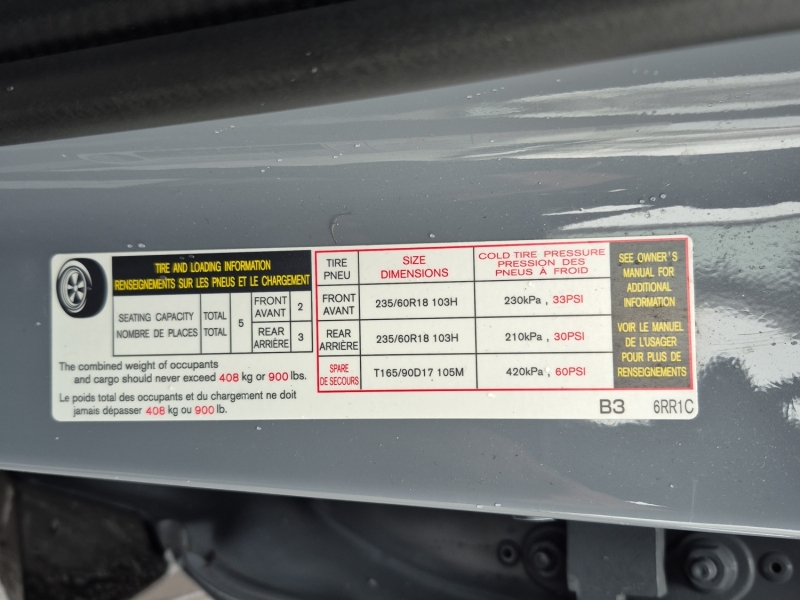 TIRE AND LOADING INFORMATION
RENSEIGNEMENTS SUR LES PNEUS ET LE CHARGEMENT
SEATING CAPACITY
NOMBRE DE PLACES
TOTAL
TOTAL
5
FRONT
AVANT
2
REAR
ARRIÈRE
3
The combined weight of occupants
and cargo should never exceed 408 kg or 900 lbs.
Le poids total des occupants et du chargement ne doit
jamais dépasser 408 kg ou 900 lb.
TIRE
PNEU
SIZE
DIMENSIONS
COLD TIRE PRESSURE
PRESSION DES
PNEUS À FROID
FRONT
AVANT
235/60R18 103H
230kPa , 33PSI
REAR
ARRIÈRE
235/60R18 103H
210kPa , 30PSI
SPARE
DE SECOURS
T165/90D17 105M
420kPa , 60PSI
SEE OWNER'S
MANUAL FOR
ADDITIONAL
INFORMATION
VOIR LE MANUEL
DE L'USAGER
POUR PLUS DE
RENSEIGNEMENTS
B3 6RR1C